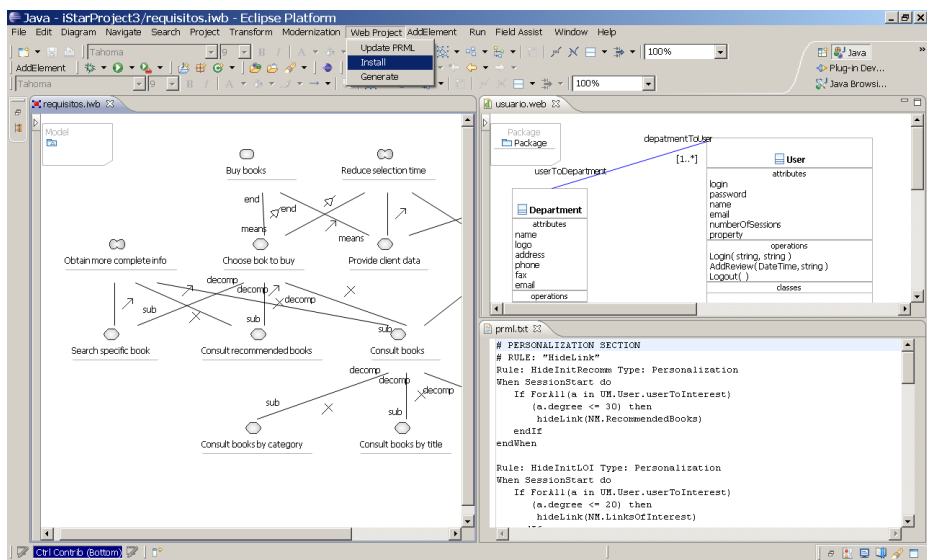 Java - iStarProject3/requisitos.iwb - Eclipse Platform
File Edit Diagram Navigate Search Project Transform Modernization Web Project AddElement Run Field Assist Window Help
Update PRML
Install
Generate
Tahoma 9 B I A 100% Java »
AddElement Plug-in Dev...
Tahoma 9 B I A 100% Java Browsi...
requisitos.iwb
Model
Buy books
Reduce selection time
end
end
means
means
Obtain more complete info
Choose bok to buy
Provide client data
decomp
decomp
decomp
sub
sub
sub
Search specific book
Consult recommended books
Consult books
decomp
decomp
decomp
sub
sub
Consult books by category
Consult books by title
usuario.web
Package
Package
depatmentToUser
[1..*]
userToDepartment
User
attributes
login
password
name
email
numberOfSessions
property
operations
Login( string, string )
AddReview( DateTime, string )
Logout( )
classes
Department
attributes
name
logo
address
phone
fax
email
operations
prml.txt
# PERSONALIZATION SECTION
# RULE: "HideLink"
Rule: HideInitRecomm Type: Personalization
When SessionStart do
If ForAll(a in UM.User.userToInterest)
(a.degree <= 30) then
hideLink(NM.RecommendedBooks)
endIf
endWhen
Rule: HideInitLOI Type: Personalization
When SessionStart do
If ForAll(a in UM.User.userToInterest)
(a.degree <= 20) then
hideLink(NM.LinksOfInterest)
Ctrl Contrib (Bottom)